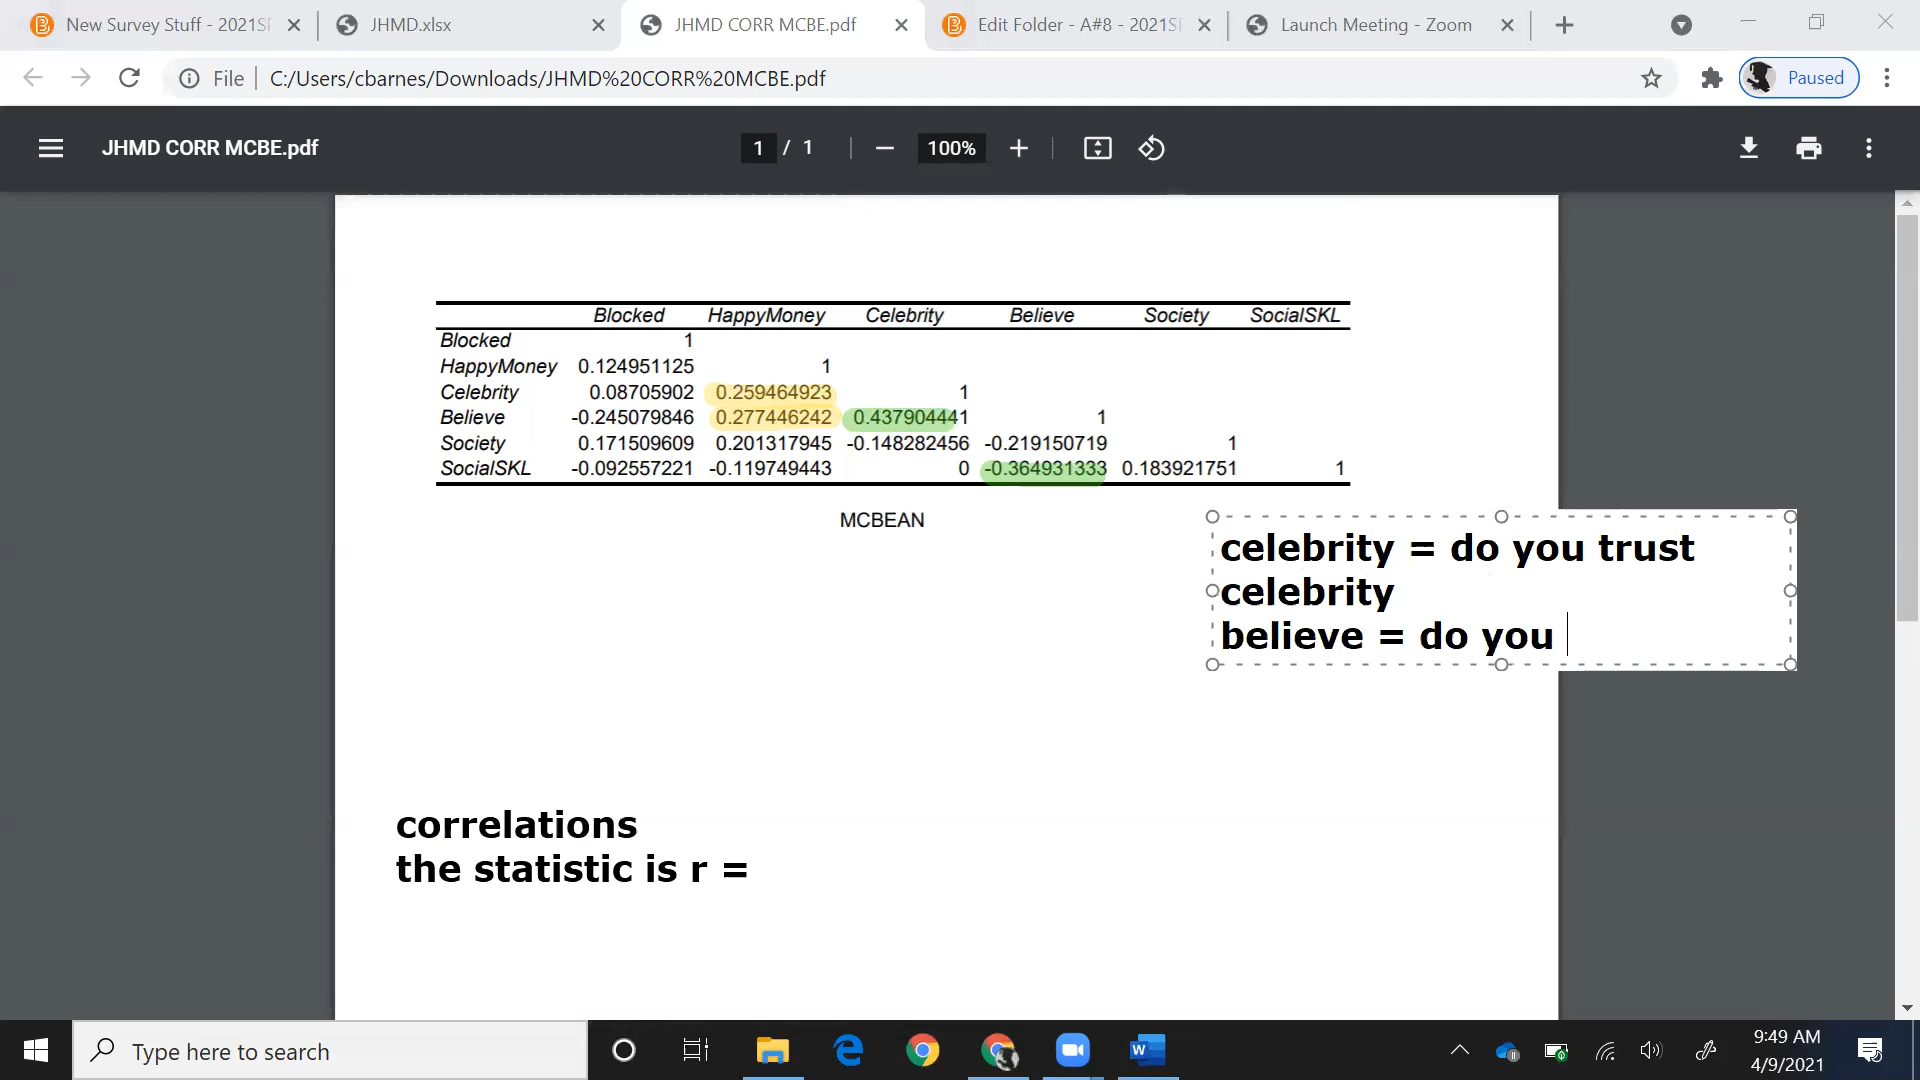 New Survey Stuff - 2021SI
JHMD.xlsx
JHMD CORR MCBE.pdf
Edit Folder - A#8 - 2021SI
Launch Meeting - Zoom
File C:/Users/cbarnes/Downloads/JHMD%20CORR%20MCBE.pdf
Paused
JHMD CORR MCBE.pdf
1 / 1
100%
Blocked HappyMoney Celebrity Believe Society SocialSKL
Blocked 1
HappyMoney 0.124951125 1
Celebrity 0.08705902 0.259464923 1
Believe -0.245079846 0.277446242 0.437904441 1
Society 0.171509609 0.201317945 -0.148282456 -0.219150719 1
SocialSKL -0.092557221 -0.119749443 0 -0.364931333 0.183921751 1
MCBEAN
celebrity = do you trust
celebrity
believe = do you
correlations
the statistic is r =
Type here to search
9:49 AM
4/9/2021